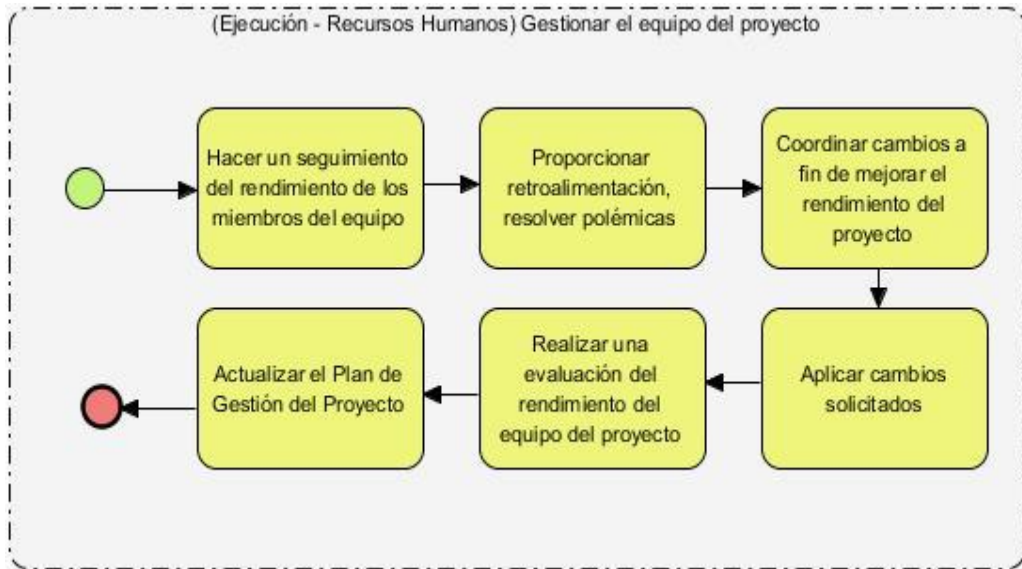 (Ejecución - Recursos Humanos) Gestionar el equipo del proyecto
Hacer un seguimiento
del rendimiento de los
miembros del equipo
Proporcionar
retroalimentación,
resolver polémicas
Coordinar cambios a
fin de mejorar el
rendimiento del
proyecto
Aplicar cambios
solicitados
Realizar una
evaluación del
rendimiento del
equipo del proyecto
Actualizar el Plan de
Gestión del Proyecto